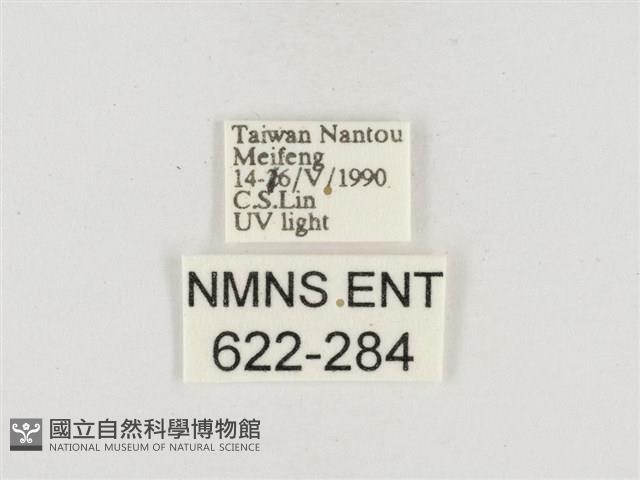 Taiwan Nantou
Meifeng
14-16/V/1990
C.S.Lin
UV light
NMNS.ENT
622-284
國立自然科學博物館
NATIONAL MUSEUM OF NATURAL SCIENCE